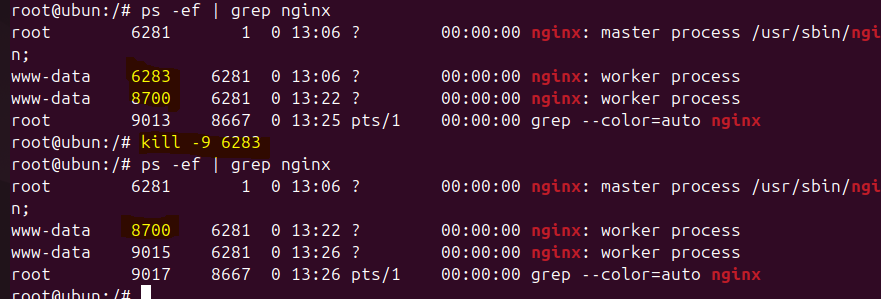 root@ubun:/# ps -ef | grep nginx
root        6281       1  0 13:06 ?        00:00:00 nginx: master process /usr/sbin/ngi
n;
www-data    6283    6281  0 13:06 ?        00:00:00 nginx: worker process
www-data    8700    6281  0 13:22 ?        00:00:00 nginx: worker process
root        9013    8667  0 13:25 pts/1    00:00:00 grep --color=auto nginx
root@ubun:/# kill -9 6283
root@ubun:/# ps -ef | grep nginx
root        6281       1  0 13:06 ?        00:00:00 nginx: master process /usr/sbin/ngi
n;
www-data    8700    6281  0 13:22 ?        00:00:00 nginx: worker process
www-data    9015    6281  0 13:26 ?        00:00:00 nginx: worker process
root        9017    8667  0 13:26 pts/1    00:00:00 grep --color=auto nginx
root@ubun:/#